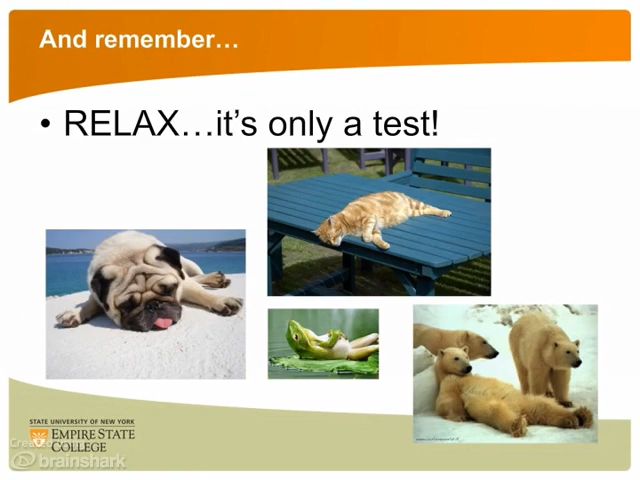 And remember…
• RELAX…it’s only a test!
STATE UNIVERSITY OF NEW YORK
EMPIRE STATE
COLLEGE
brainshark